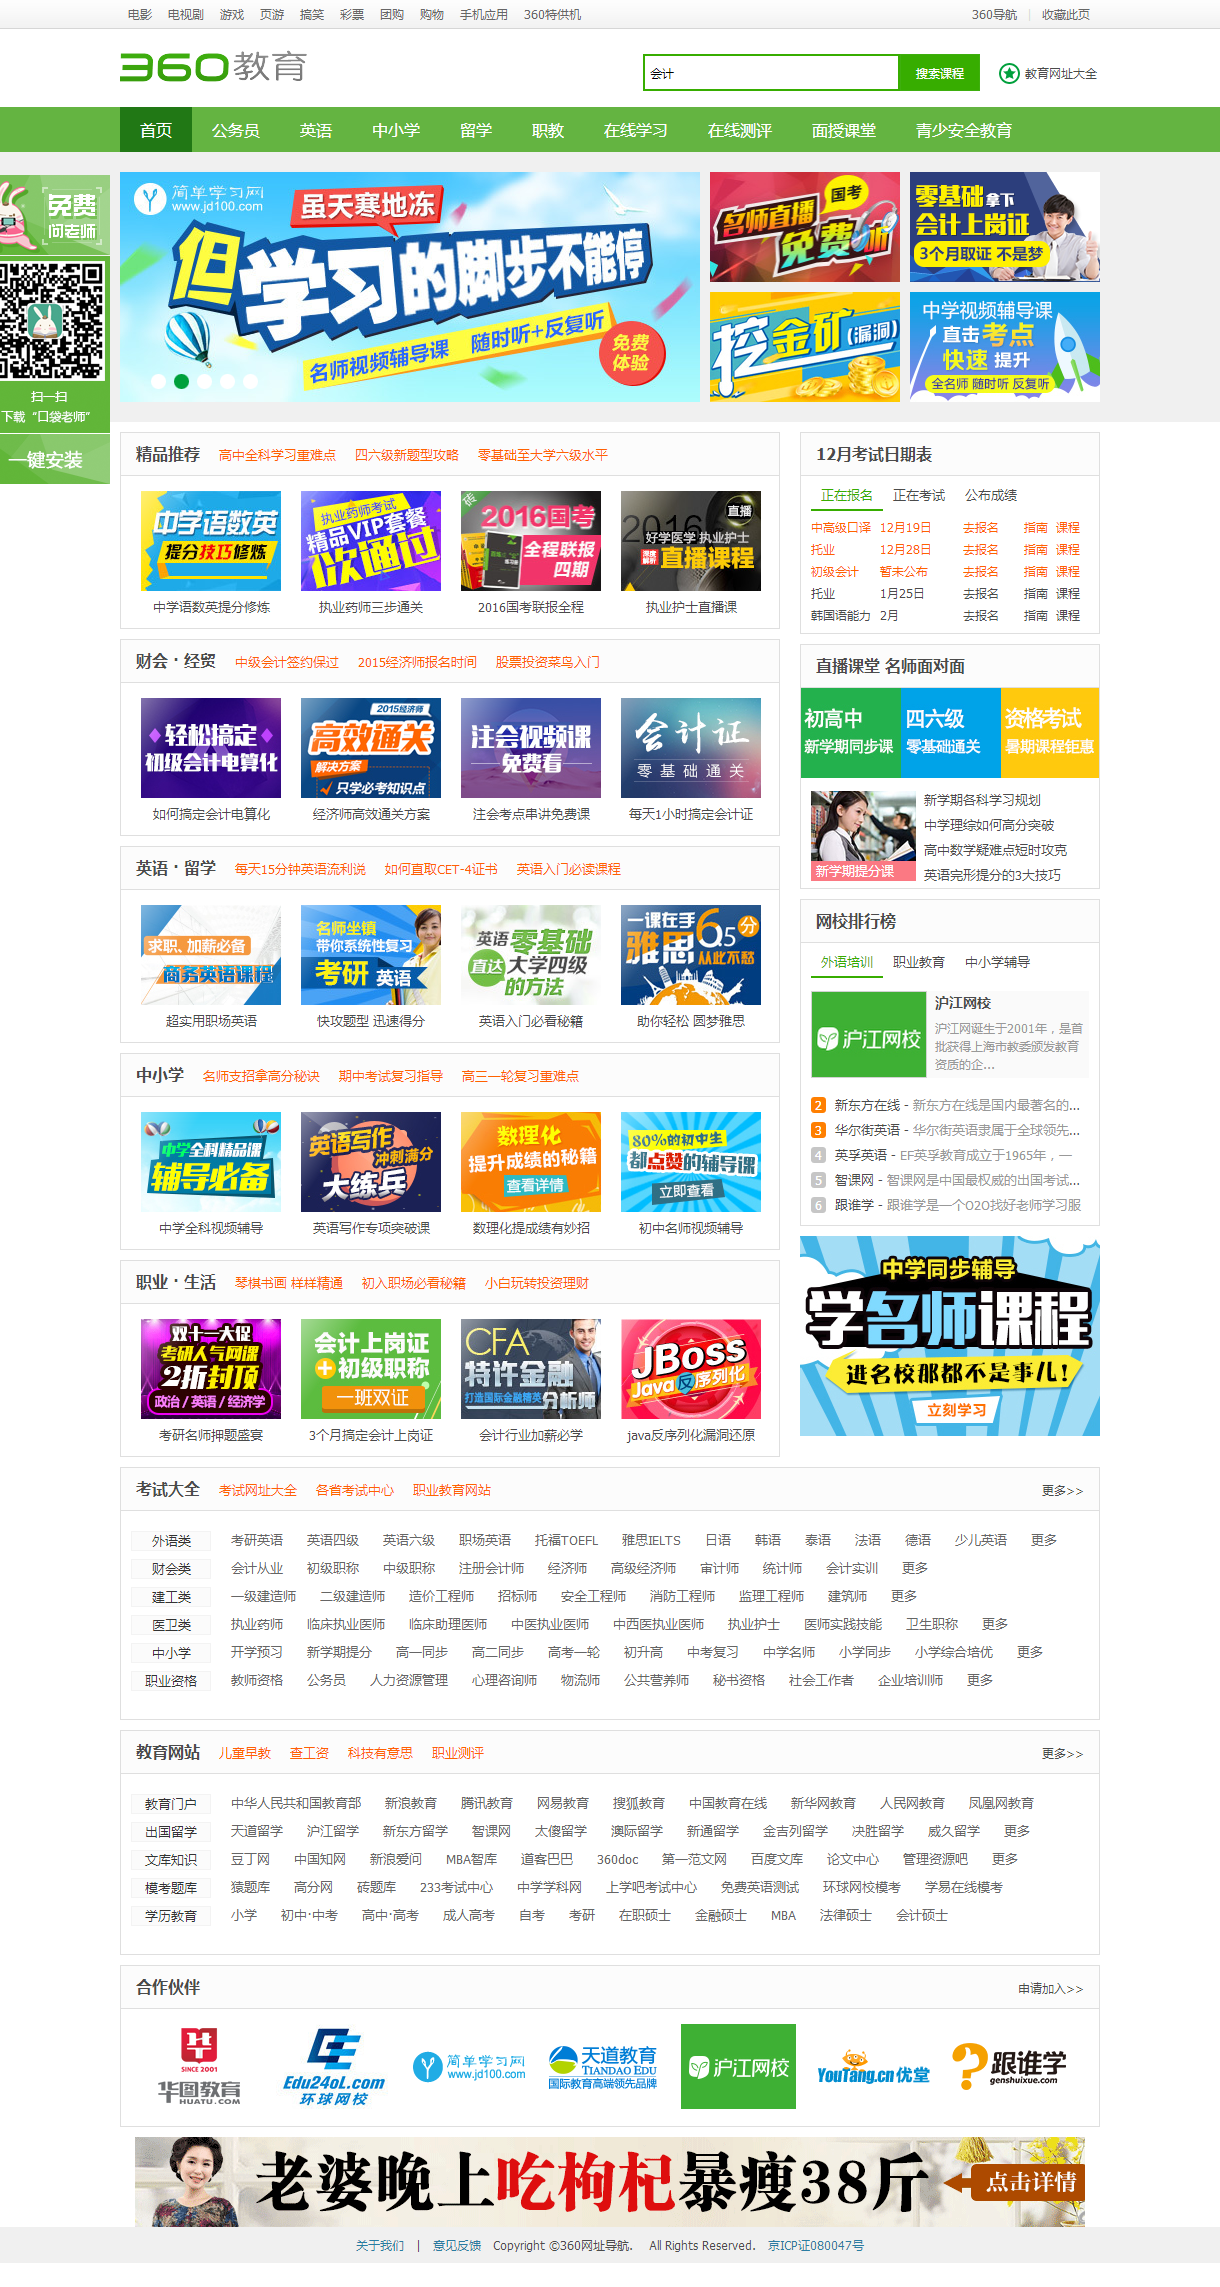 电影 电视剧 游戏 页游 搞笑 彩票 团购 购物 手机应用 360特供机 360导航 | 收藏此页
360教育
会计 搜索课程 教育网址大全
首页 公务员 英语 中小学 留学 职教 在线学习 在线测评 面授课堂 青少安全教育
免费
问老师
扫一扫
下载“口袋老师”
一键安装
简单学习网
www.jd100.com
虽天寒地冻
但学习的脚步不能停
名师视频辅导课 随时听+反复听
免费
体验
国考
名师直播
免费听
零基础拿下
会计上岗证
3个月取证 不是梦
挖金矿(漏洞)
中学视频辅导课
直击考点
快速提升
全名师 随时听 反复听
精品推荐 高中全科学习重难点 四六级新题型攻略 零基础至大学六级水平
中学语数英
提分技巧修炼
执业药师考试
精品VIP套餐
1次通过
砖
2016国考
全程联报
四期
2016
直播
好学医学 执业护士
深度
解析
直播课程
中学语数英提分修炼 执业药师三步通关 2016国考联报全程 执业护士直播课
财会·经贸 中级会计签约保过 2015经济师报名时间 股票投资菜鸟入门
轻松搞定
初级会计电算化
2015经济师
高效通关
解决方案
只学必考知识点
注会视频课
免费看
会计证
零基础通关
如何搞定会计电算化 经济师高效通关方案 注会考点串讲免费课 每天1小时搞定会计证
英语·留学 每天15分钟英语流利说 如何直取CET-4证书 英语入门必读课程
求职、加薪必备
商务英语课程
名师坐镇
带你系统性复习
考研 英语
英语 零基础
直达 大学四级
的方法
一课在手 6.5分
雅思 从此不愁
超实用职场英语 快攻题型 迅速得分 英语入门必看秘籍 助你轻松 圆梦雅思
中小学 名师支招拿高分秘诀 期中考试复习指导 高三一轮复习重难点
中学全科精品课
辅导必备
英语写作
冲刺满分
大练兵
数理化
提升成绩的秘籍
查看详情
80%的初中生
都点赞的辅导课
立即查看
中学全科视频辅导 英语写作专项突破课 数理化提成绩有妙招 初中名师视频辅导
职业·生活 琴棋书画 样样精通 初入职场必看秘籍 小白玩转投资理财
双十一大促
考研人气网课
2折封顶
政治/英语/经济学
会计上岗证
+初级职称
一班双证
CFA
特许金融
打造国际金融精英 分析师
JBoss
Java反序列化
考研名师押题盛宴 3个月搞定会计上岗证 会计行业加薪必学 java反序列化漏洞还原
12月考试日期表
正在报名 正在考试 公布成绩
中高级口译 12月19日 去报名 指南 课程
托业 12月28日 去报名 指南 课程
初级会计 暂未公布 去报名 指南 课程
托业 1月25日 去报名 指南 课程
韩国语能力 2月 去报名 指南 课程
直播课堂 名师面对面
初高中
新学期同步课
四六级
零基础通关
资格考试
暑期课程钜惠
新学期提分课
新学期各科学习规划
中学理综如何高分突破
高中数学疑难点短时攻克
英语完形提分的3大技巧
网校排行榜
外语培训 职业教育 中小学辅导
沪江网校
沪江网校
沪江网诞生于2001年，是首
批获得上海市教委颁发教育
资质的企...
2 新东方在线 - 新东方在线是国内最著名的...
3 华尔街英语 - 华尔街英语隶属于全球领先...
4 英孚英语 - EF英孚教育成立于1965年，一
5 智课网 - 智课网是中国最权威的出国考试...
6 跟谁学 - 跟谁学是一个O2O找好老师学习服
中学同步辅导
学名师课程
进名校那都不是事儿!
立刻学习
考试大全 考试网址大全 各省考试中心 职业教育网站 更多>>
外语类 考研英语 英语四级 英语六级 职场英语 托福TOEFL 雅思IELTS 日语 韩语 泰语 法语 德语 少儿英语 更多
财会类 会计从业 初级职称 中级职称 注册会计师 经济师 高级经济师 审计师 统计师 会计实训 更多
建工类 一级建造师 二级建造师 造价工程师 招标师 安全工程师 消防工程师 监理工程师 建筑师 更多
医卫类 执业药师 临床执业医师 临床助理医师 中医执业医师 中西医执业医师 执业护士 医师实践技能 卫生职称 更多
中小学 开学预习 新学期提分 高一同步 高二同步 高考一轮 初升高 中考复习 中学名师 小学同步 小学综合培优 更多
职业资格 教师资格 公务员 人力资源管理 心理咨询师 物流师 公共营养师 秘书资格 社会工作者 企业培训师 更多
教育网站 儿童早教 查工资 科技有意思 职业测评 更多>>
教育门户 中华人民共和国教育部 新浪教育 腾讯教育 网易教育 搜狐教育 中国教育在线 新华网教育 人民网教育 凤凰网教育
出国留学 天道留学 沪江留学 新东方留学 智课网 太傻留学 澳际留学 新通留学 金吉列留学 决胜留学 威久留学 更多
文库知识 豆丁网 中国知网 新浪爱问 MBA智库 道客巴巴 360doc 第一范文网 百度文库 论文中心 管理资源吧 更多
模考题库 猿题库 高分网 砖题库 233考试中心 中学学科网 上学吧考试中心 免费英语测试 环球网校模考 学易在线模考
学历教育 小学 初中·中考 高中·高考 成人高考 自考 考研 在职硕士 金融硕士 MBA 法律硕士 会计硕士
合作伙伴 申请加入>>
SINCE 2001
华图教育
HUATU.COM
Edu24oL.com
环球网校
简单学习网
www.jd100.com
天道教育
TIANDAO EDU
国际教育高端领先品牌
沪江网校
YouTang.cn优堂
跟谁学
genshuixue.com
老婆晚上吃枸杞暴瘦38斤 点击详情
关于我们 | 意见反馈 Copyright ©360网址导航. All Rights Reserved. 京ICP证080047号